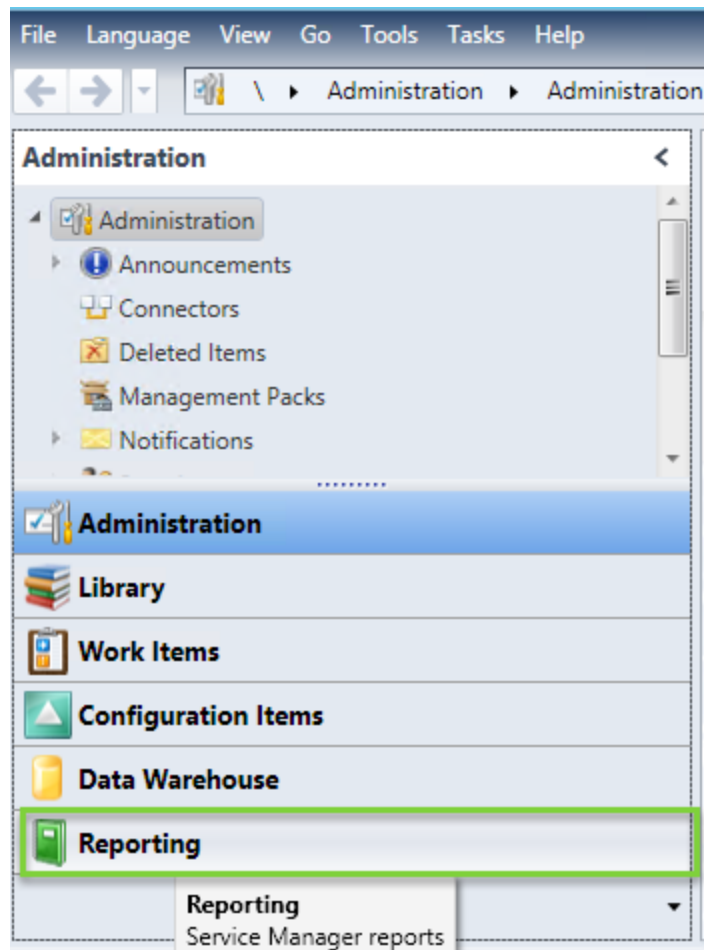 File Language View Go Tools Tasks Help
\ Administration Administration
Administration
Administration
Announcements
Connectors
Deleted Items
Management Packs
Notifications
Administration
Library
Work Items
Configuration Items
Data Warehouse
Reporting
Reporting
Service Manager reports